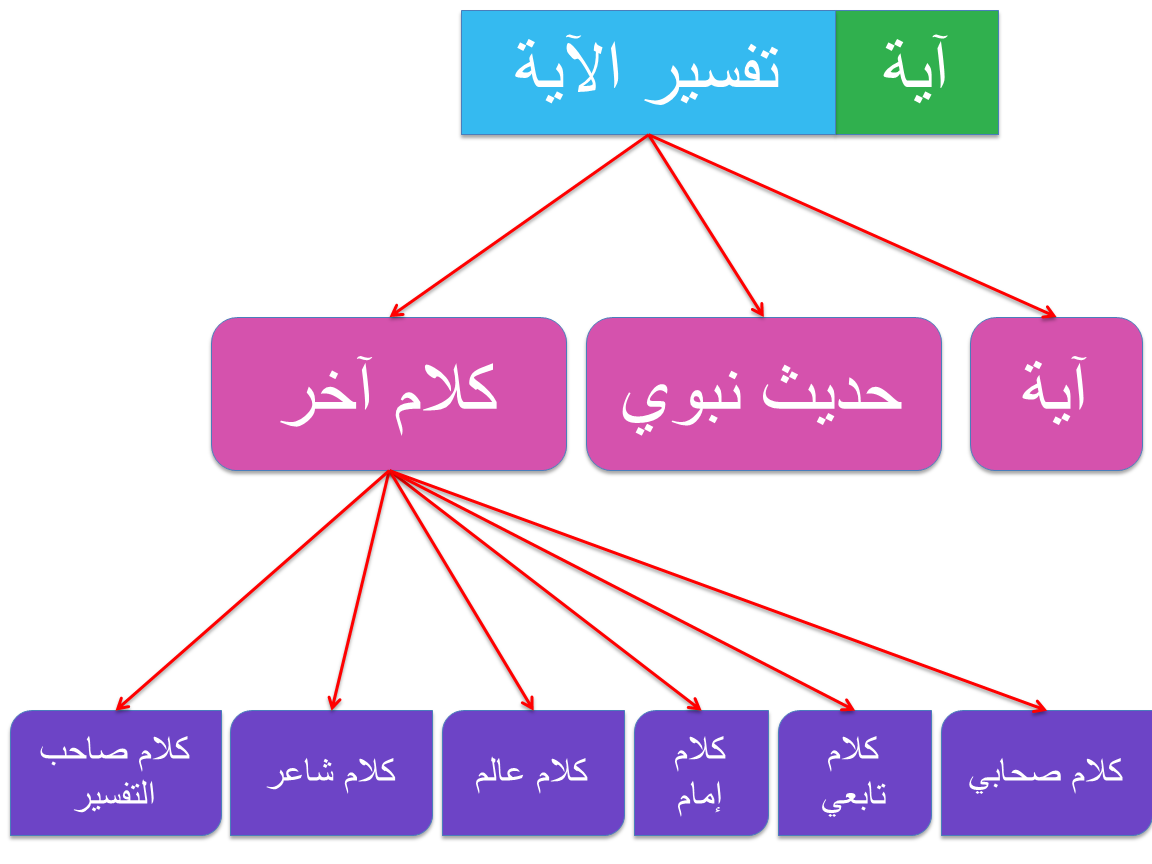 آية
تفسير الآية
آية
حديث نبوي
كلام آخر
كلام صحابي
كلام
تابعي
كلام
إمام
كلام عالم
كلام شاعر
كلام صاحب
التفسير